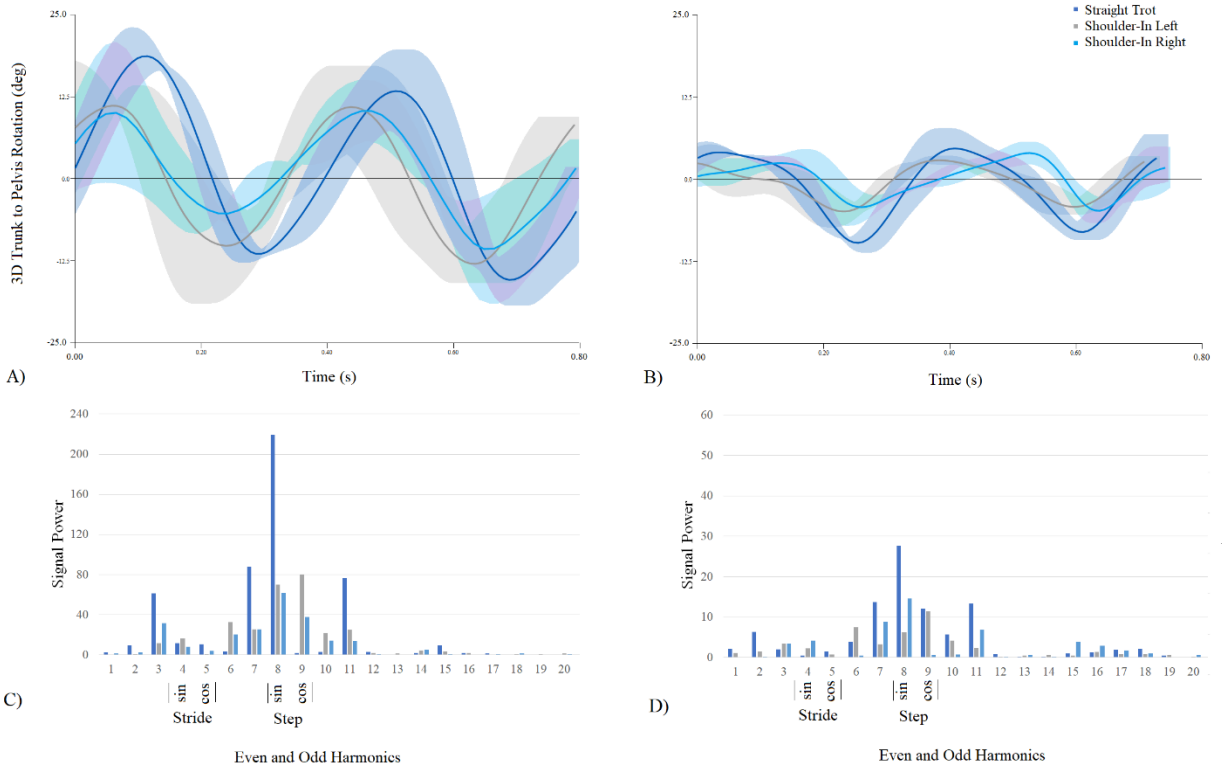 Straight Trot
Shoulder-In Left
Shoulder-In Right
3D Trunk to Pelvis Rotation (deg)
25.0
12.5
0.0
-12.5
-25.0
0.00 0.20 0.40 0.60 0.80
Time (s)
A)
25.0
12.5
0.0
-12.5
-25.0
0.00 0.20 0.40 0.60 0.80
Time (s)
B)
Signal Power
240
200
160
120
80
40
0
1 2 3 4 5 6 7 8 9 10 11 12 13 14 15 16 17 18 19 20
sin cos sin cos
Stride Step
C)
Even and Odd Harmonics
Signal Power
60
50
40
30
20
10
0
1 2 3 4 5 6 7 8 9 10 11 12 13 14 15 16 17 18 19 20
sin cos sin cos
Stride Step
D)
Even and Odd Harmonics